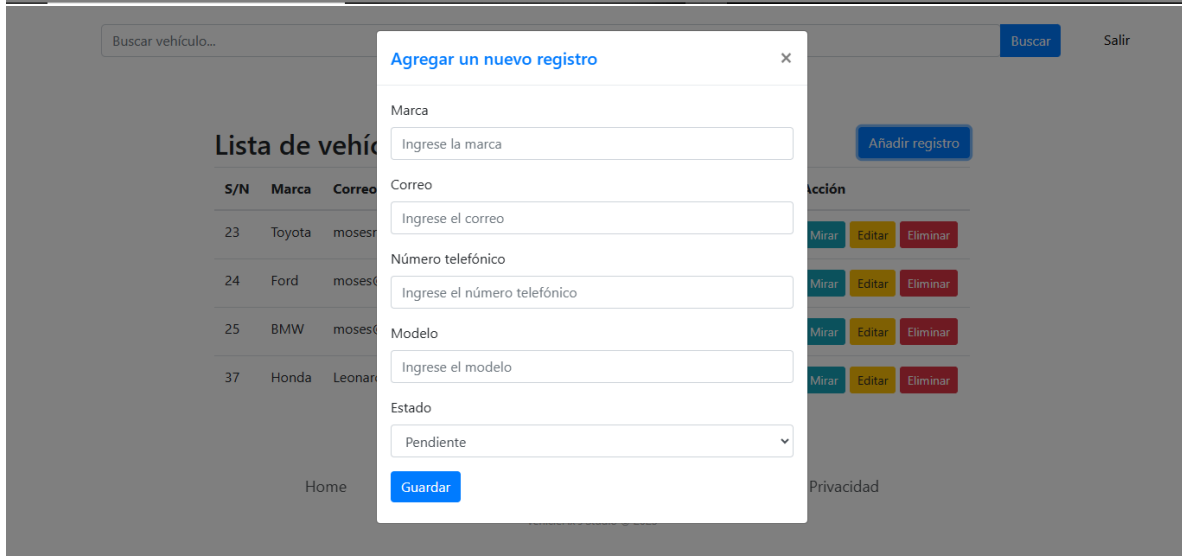 Buscar vehículo...
Buscar
Salir
Agregar un nuevo registro
×
Marca
Ingrese la marca
Correo
Ingrese el correo
Número telefónico
Ingrese el número telefónico
Modelo
Ingrese el modelo
Estado
Pendiente
Guardar
Lista de
Añadir registro
S/N Marca Correo
23 Toyota Mirar Editar Eliminar
24 Ford Mirar Editar Eliminar
25 BMW Mirar Editar Eliminar
37 Honda Mirar Editar Eliminar
Home
Privacidad